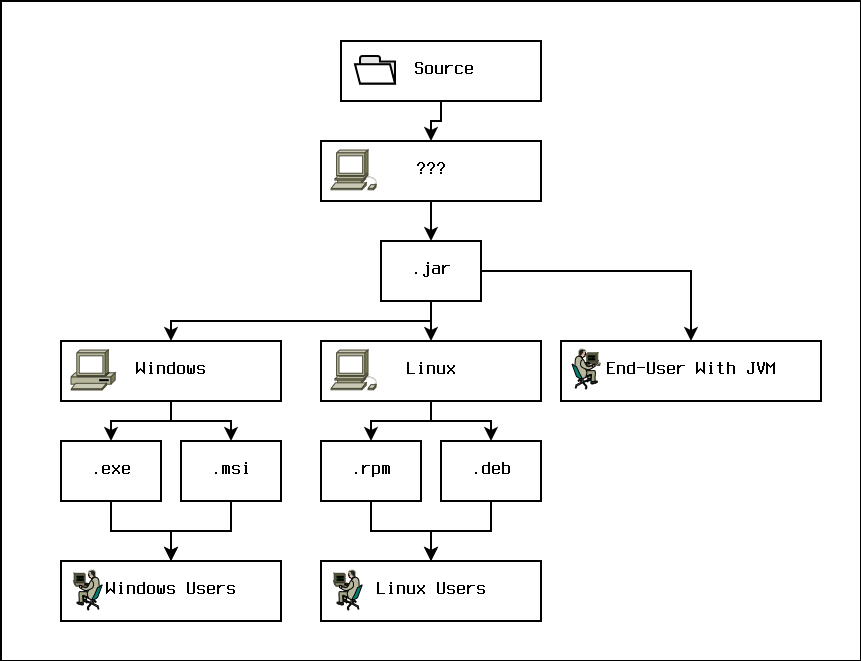 Source
???
.jar
Windows
Linux
End-User With JVM
.exe
.msi
.rpm
.deb
Windows Users
Linux Users